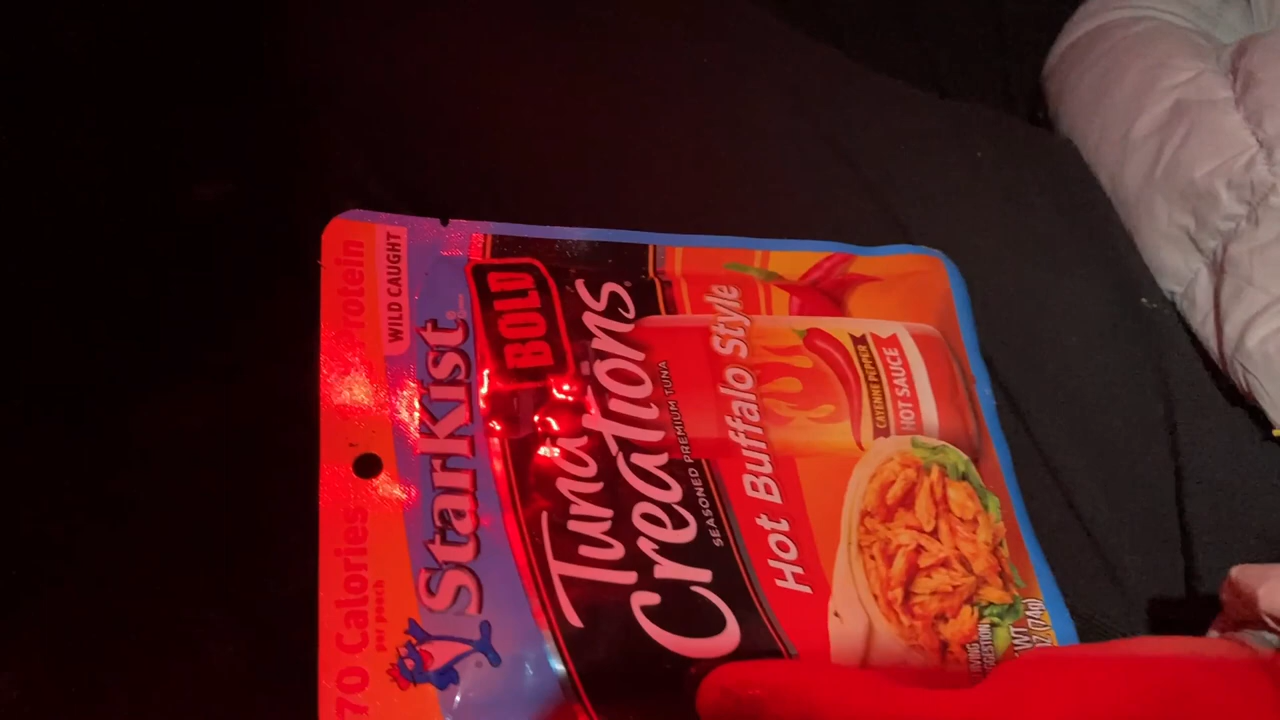 70 Calories
per pouch
Protein
WILD CAUGHT
StarKist®
BOLD
Tuna
Creations®
SEASONED PREMIUM TUNA
Hot Buffalo Style
CAYENNE PEPPER
HOT SAUCE
(74g)